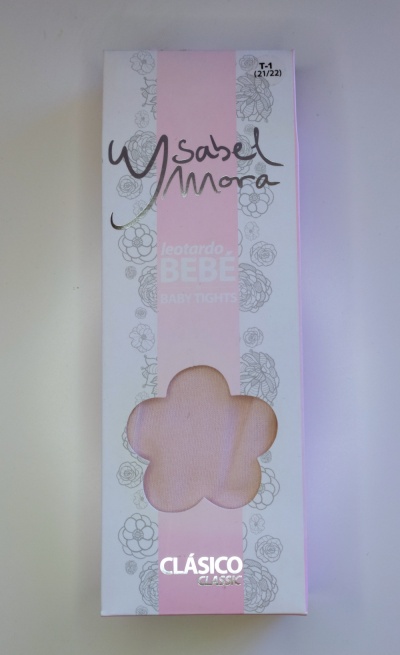 T-1
(21/22)
Ysabel
Mora
leotardo
BEBÉ
BABY TIGHTS
CLÁSICO
CLASSIC